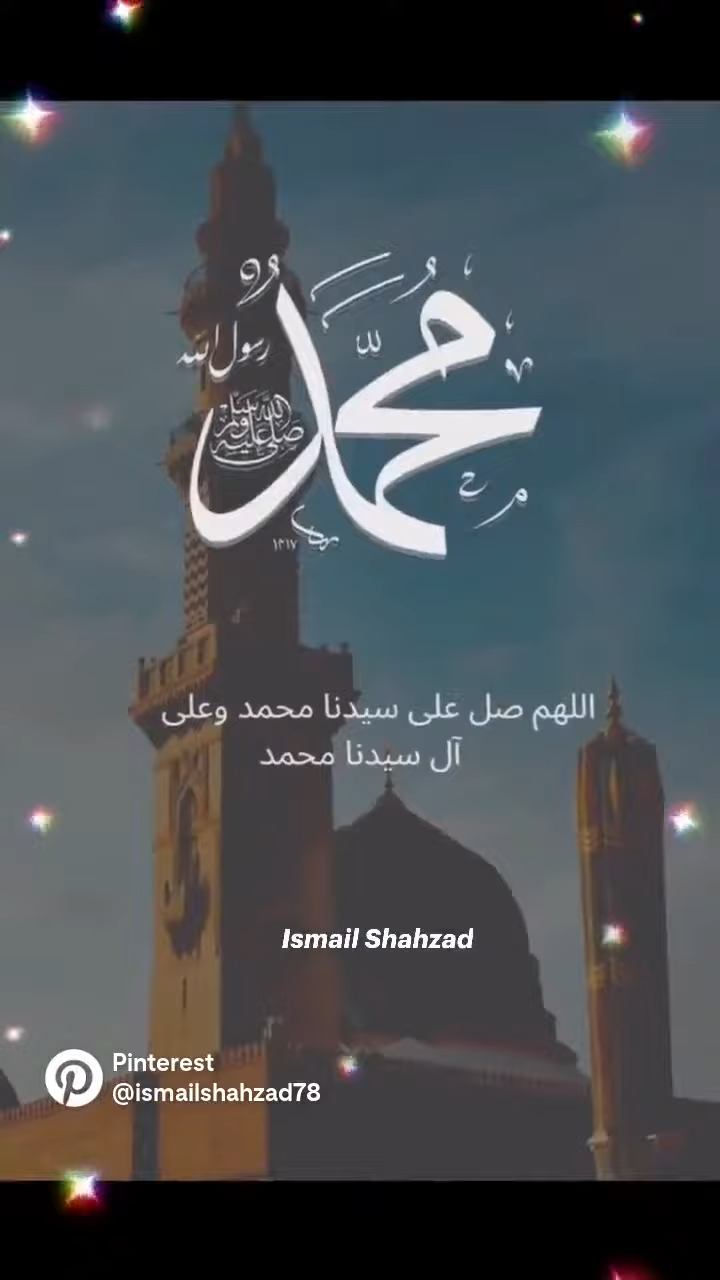 محمد
رسول الله
صلى الله عليه وسلم
١٤١٧
اللهم صل على سيدنا محمد وعلى
آل سيدنا محمد
Ismail Shahzad
Pinterest
@ismailshahzad78